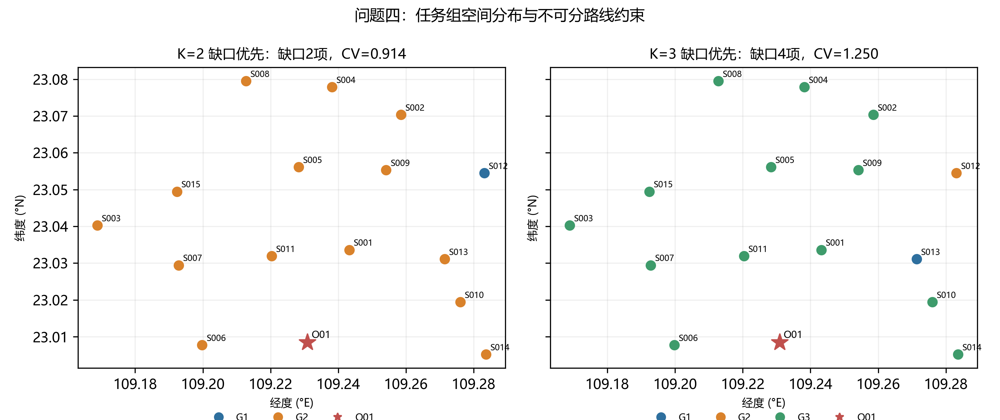 问题四：任务组空间分布与不可分路线约束
K=2 缺口优先：缺口2项，CV=0.914
23.08
23.07
23.06
23.05
23.04
23.03
23.02
23.01
纬度 (°N)
S008
S004
S002
S005
S009
S012
S015
S003
S001
S011
S013
S007
S010
O01
S006
S014
109.18 109.20 109.22 109.24 109.26 109.28
经度 (°E)
G1 G2 O01
K=3 缺口优先：缺口4项，CV=1.250
纬度 (°N)
S008
S004
S002
S005
S009
S012
S015
S003
S001
S011
S013
S007
S010
O01
S006
S014
109.18 109.20 109.22 109.24 109.26 109.28
经度 (°E)
G1 G2 G3 O01